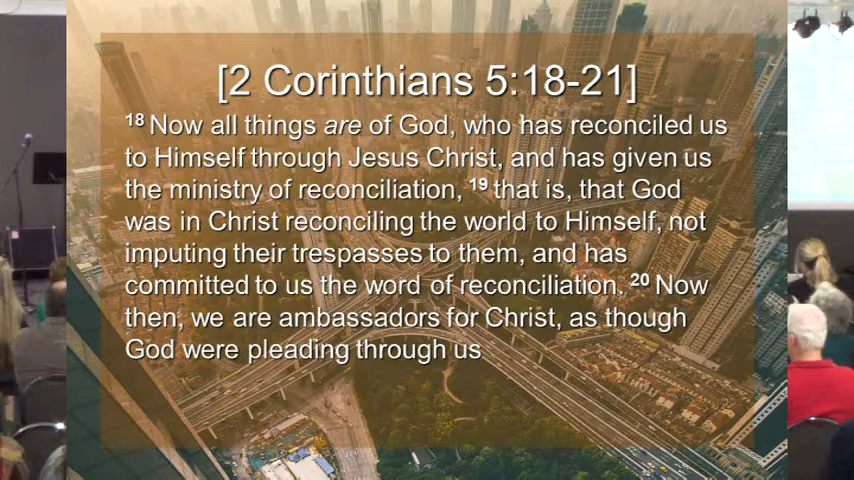 [2 Corinthians 5:18-21]
18 Now all things are of God, who has reconciled us
to Himself through Jesus Christ, and has given us
the ministry of reconciliation, 19 that is, that God
was in Christ reconciling the world to Himself, not
imputing their trespasses to them, and has
committed to us the word of reconciliation. 20 Now
then, we are ambassadors for Christ, as though
God were pleading through us